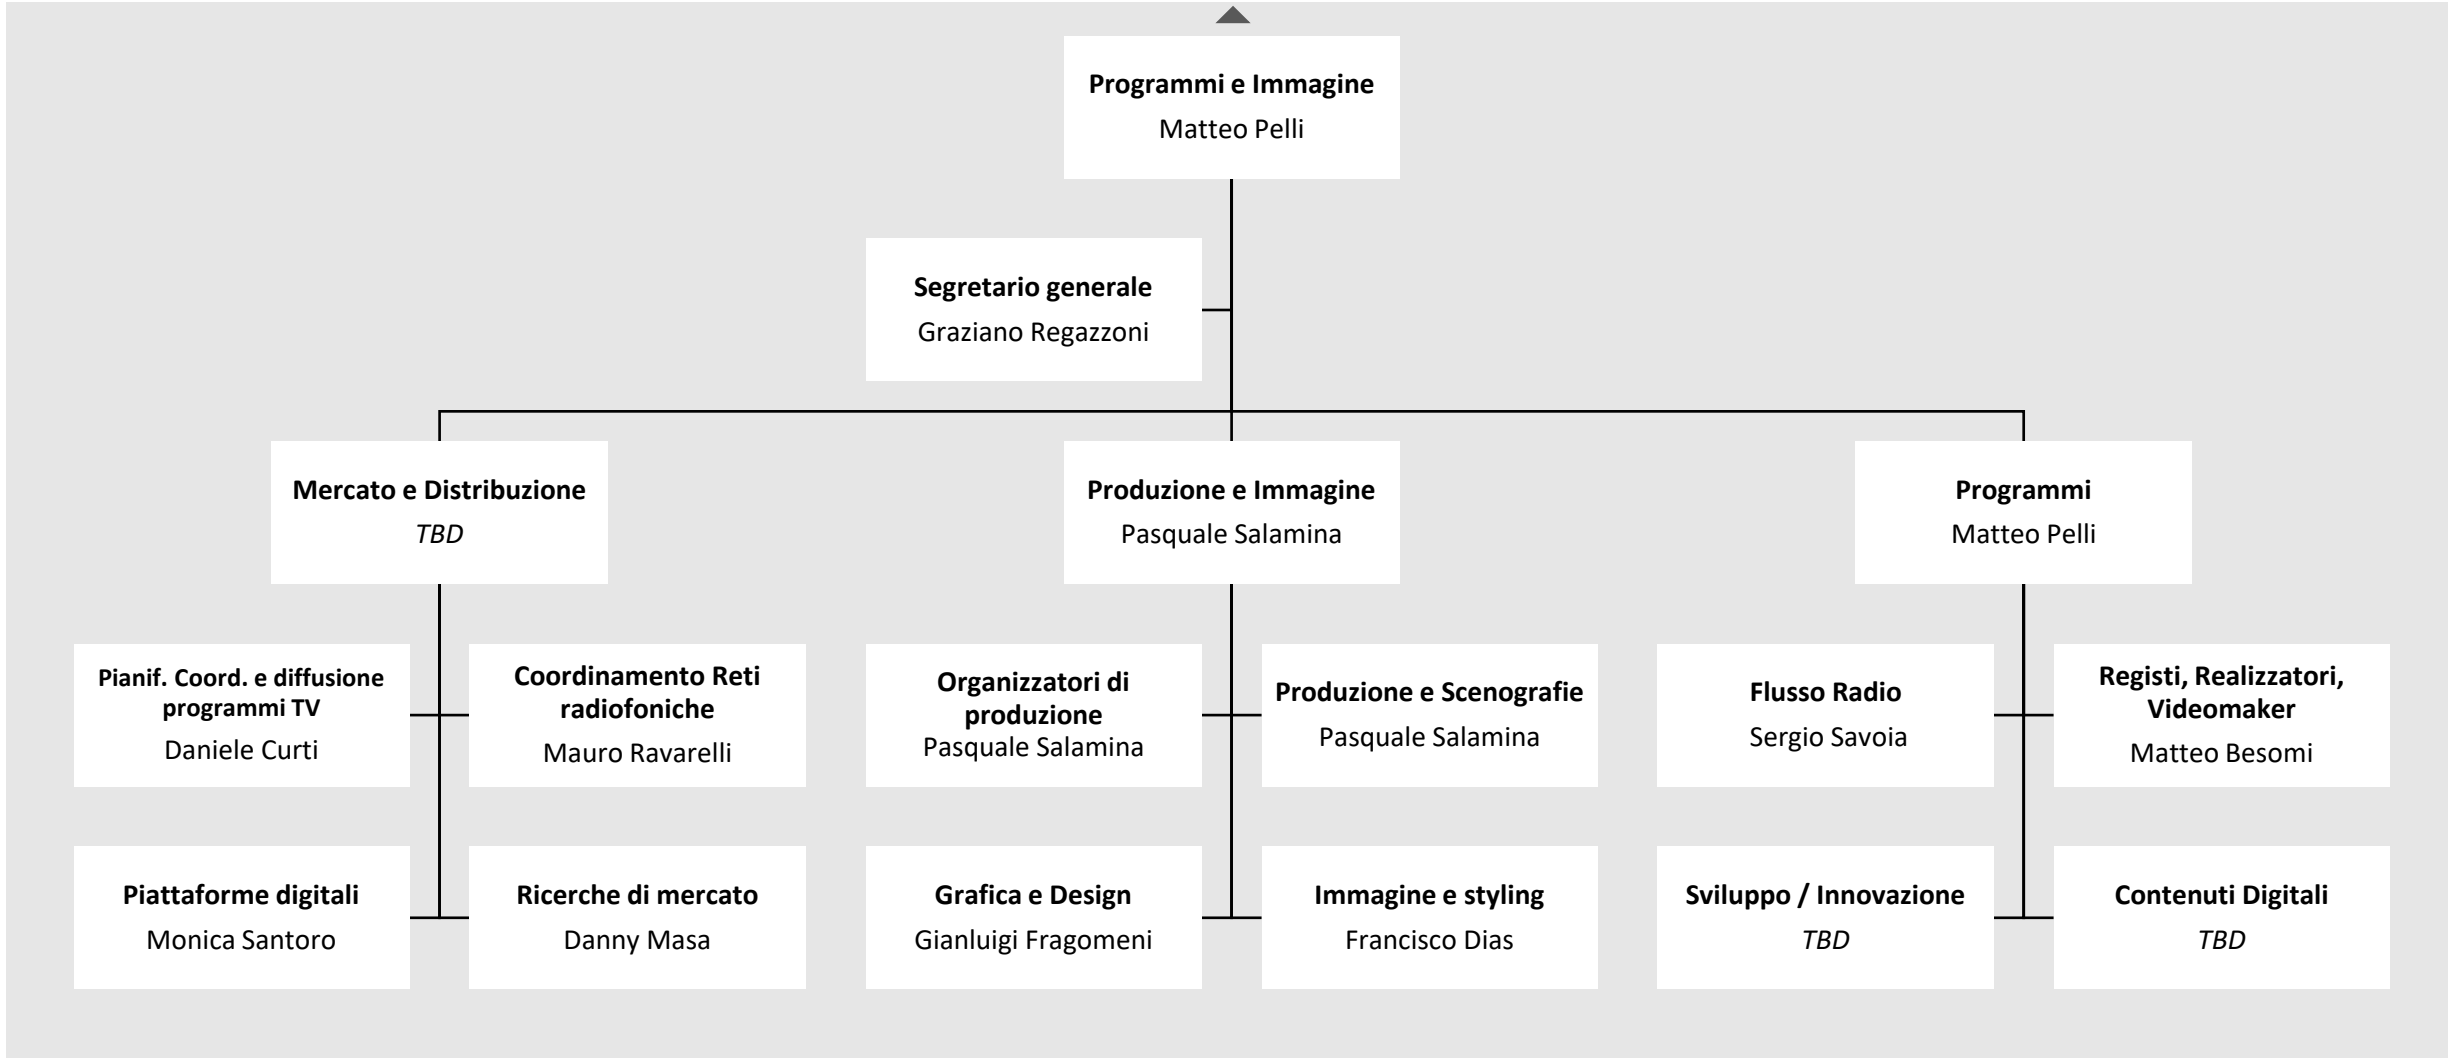 Programmi e Immagine
Matteo Pelli
Segretario generale
Graziano Regazzoni
Mercato e Distribuzione
TBD
Produzione e Immagine
Pasquale Salamina
Programmi
Matteo Pelli
Pianif. Coord. e diffusione
programmi TV
Daniele Curti
Coordinamento Reti
radiofoniche
Mauro Ravarelli
Organizzatori di
produzione
Pasquale Salamina
Produzione e Scenografie
Pasquale Salamina
Flusso Radio
Sergio Savoia
Registi, Realizzatori,
Videomaker
Matteo Besomi
Piattaforme digitali
Monica Santoro
Ricerche di mercato
Danny Masa
Grafica e Design
Gianluigi Fragomeni
Immagine e styling
Francisco Dias
Sviluppo / Innovazione
TBD
Contenuti Digitali
TBD